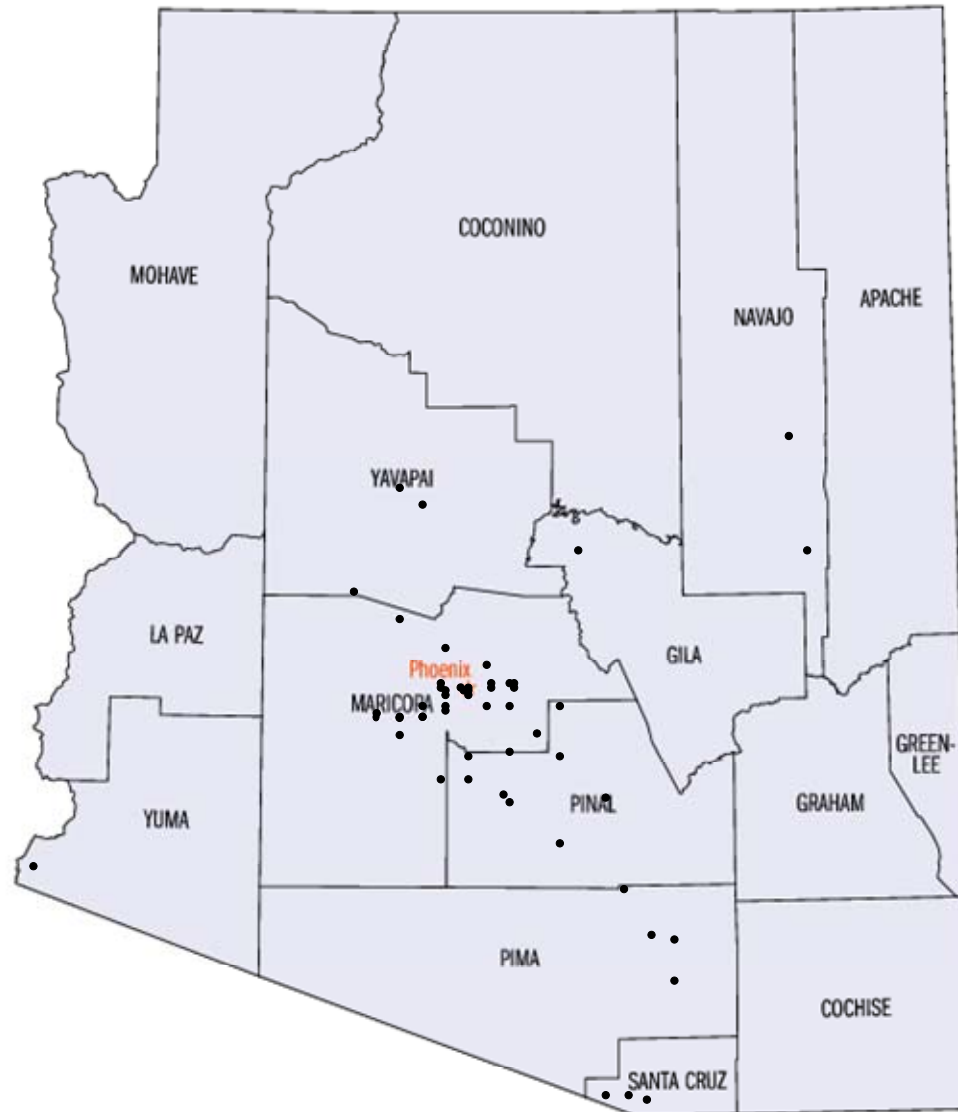 COCONINO
MOHAVE
APACHE
NAVAJO
YAVAPAI
LA PAZ
GILA
Phoenix
MARICOPA
GREEN-
LEE
YUMA
PINAL
GRAHAM
PIMA
COCHISE
SANTA CRUZ